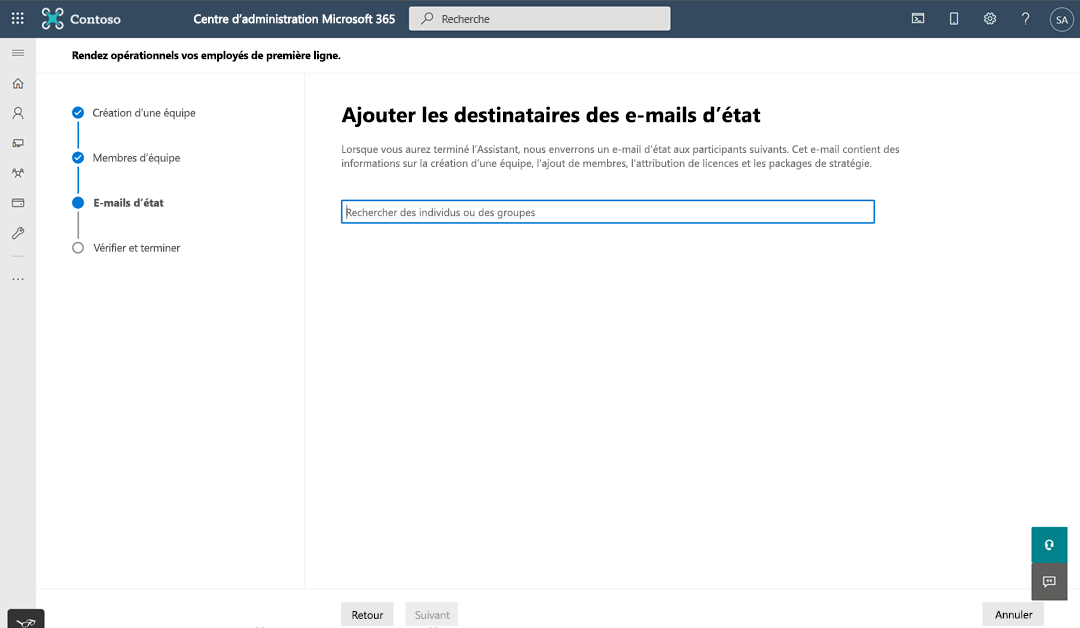 Contoso
Centre d'administration Microsoft 365
Recherche
?
SA
Rendez opérationnels vos employés de première ligne.
Création d'une équipe
Membres d'équipe
E-mails d'état
Vérifier et terminer
Ajouter les destinataires des e-mails d'état
Lorsque vous aurez terminé l'Assistant, nous enverrons un e-mail d'état aux participants suivants. Cet e-mail contient des
informations sur la création d'une équipe, l'ajout de membres, l'attribution de licences et les packages de stratégie.
Rechercher des individus ou des groupes
Retour
Suivant
Annuler